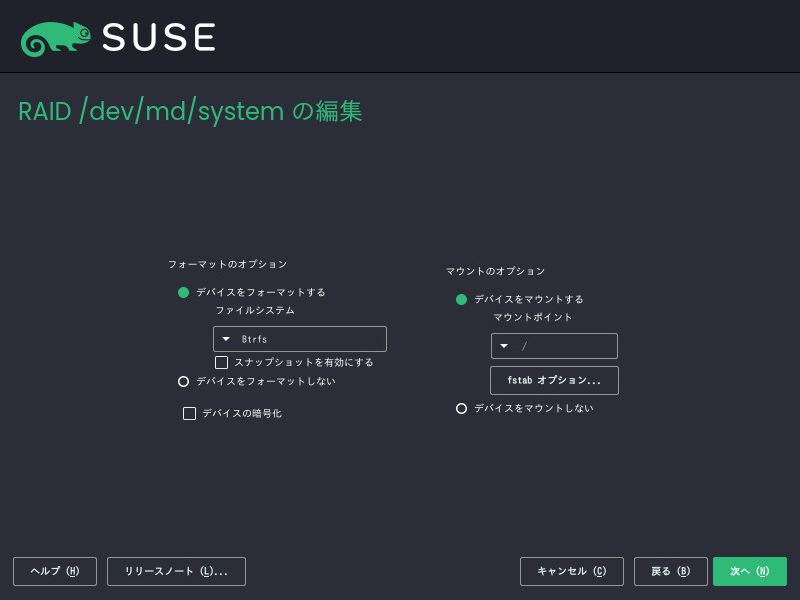 SUSE
RAID /dev/md/system の編集
フォーマットのオプション
デバイスをフォーマットする
ファイルシステム
Btrfs
スナップショットを有効にする
デバイスをフォーマットしない
デバイスの暗号化
マウントのオプション
デバイスをマウントする
マウントポイント
/
fstab オプション...
デバイスをマウントしない
ヘルプ (H)
リリースノート (L)...
キャンセル (C)
戻る (B)
次へ (N)